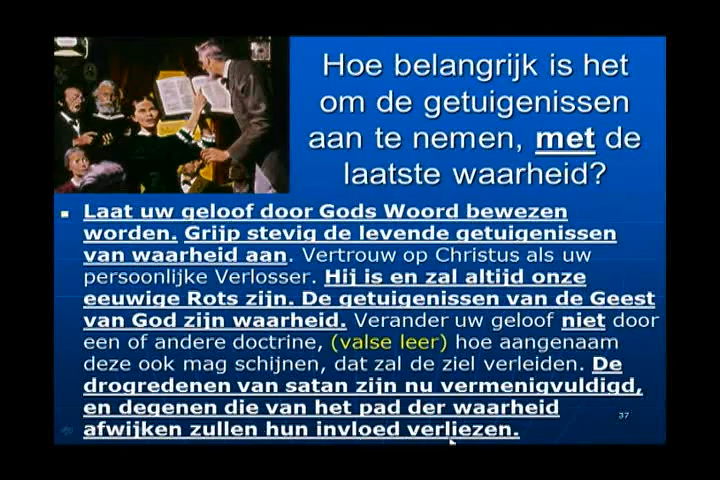 Hoe belangrijk is het
om de getuigenissen
aan te nemen, met de
laatste waarheid?
Laat uw geloof door Gods Woord bewezen
worden. Grijp stevig de levende getuigenissen
van waarheid aan. Vertrouw op Christus als uw
persoonlijke Verlosser. Hij is en zal altijd onze
eeuwige Rots zijn. De getuigenissen van de Geest
van God zijn waarheid. Verander uw geloof niet door
een of andere doctrine, (valse leer) hoe aangenaam
deze ook mag schijnen, dat zal de ziel verleiden. De
drogredenen van satan zijn nu vermenigvuldigd,
en degenen die van het pad der waarheid
afwijken zullen hun invloed verliezen.
37